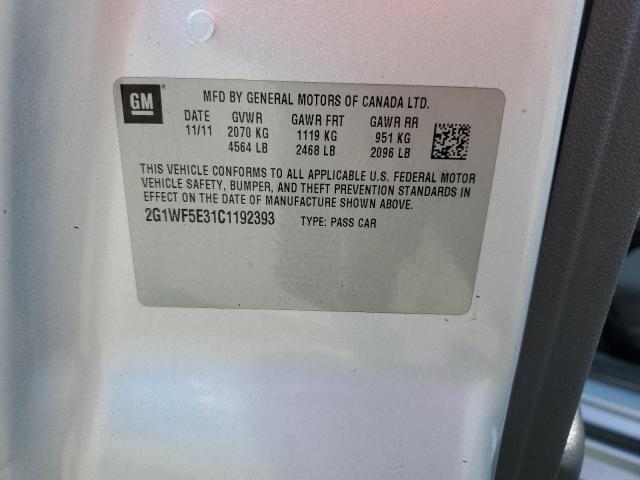 GM
MFD BY GENERAL MOTORS OF CANADA LTD.
DATE GVWR GAWR FRT GAWR RR
11/11 2070 KG 1119 KG 951 KG
4564 LB 2468 LB 2096 LB
THIS VEHICLE CONFORMS TO ALL APPLICABLE U.S. FEDERAL MOTOR
VEHICLE SAFETY, BUMPER, AND THEFT PREVENTION STANDARDS IN
EFFECT ON THE DATE OF MANUFACTURE SHOWN ABOVE.
2G1WF5E31C1192393 TYPE: PASS CAR